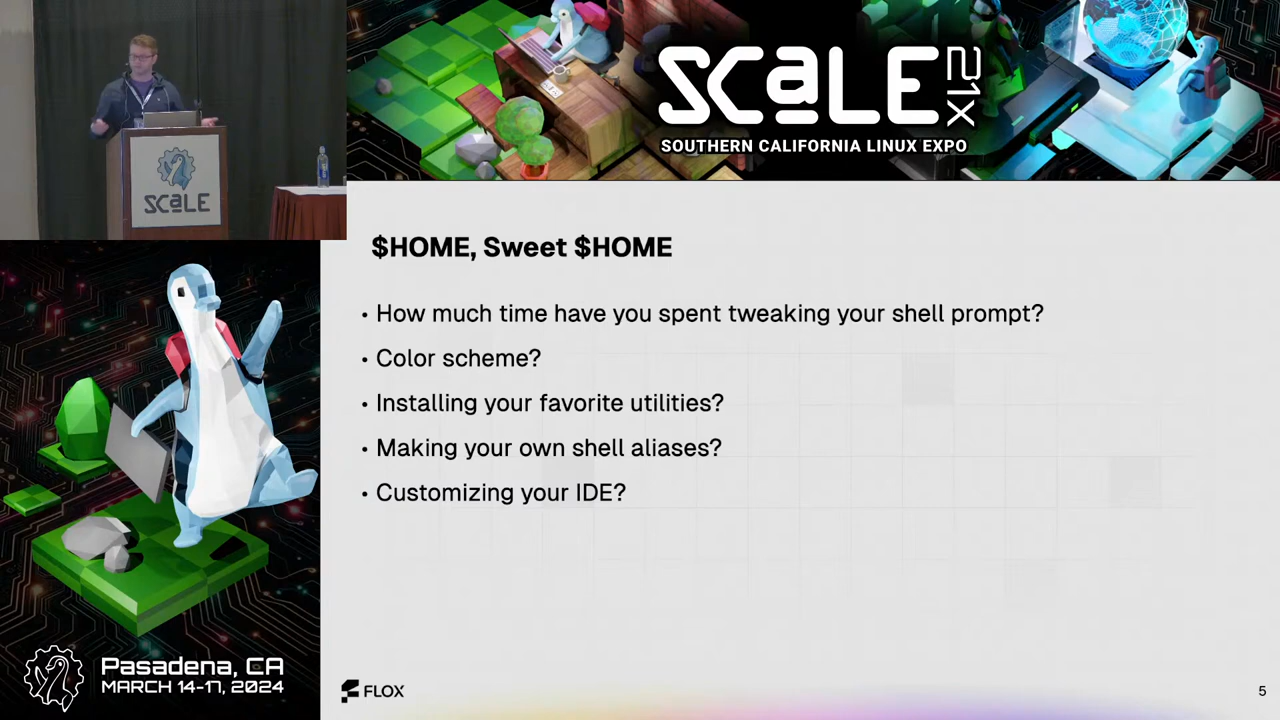 SCALE
21X
SOUTHERN CALIFORNIA LINUX EXPO
SCALE
$HOME, Sweet $HOME
• How much time have you spent tweaking your shell prompt?
• Color scheme?
• Installing your favorite utilities?
• Making your own shell aliases?
• Customizing your IDE?
Pasadena, CA
MARCH 14-17, 2024
FLOX
5